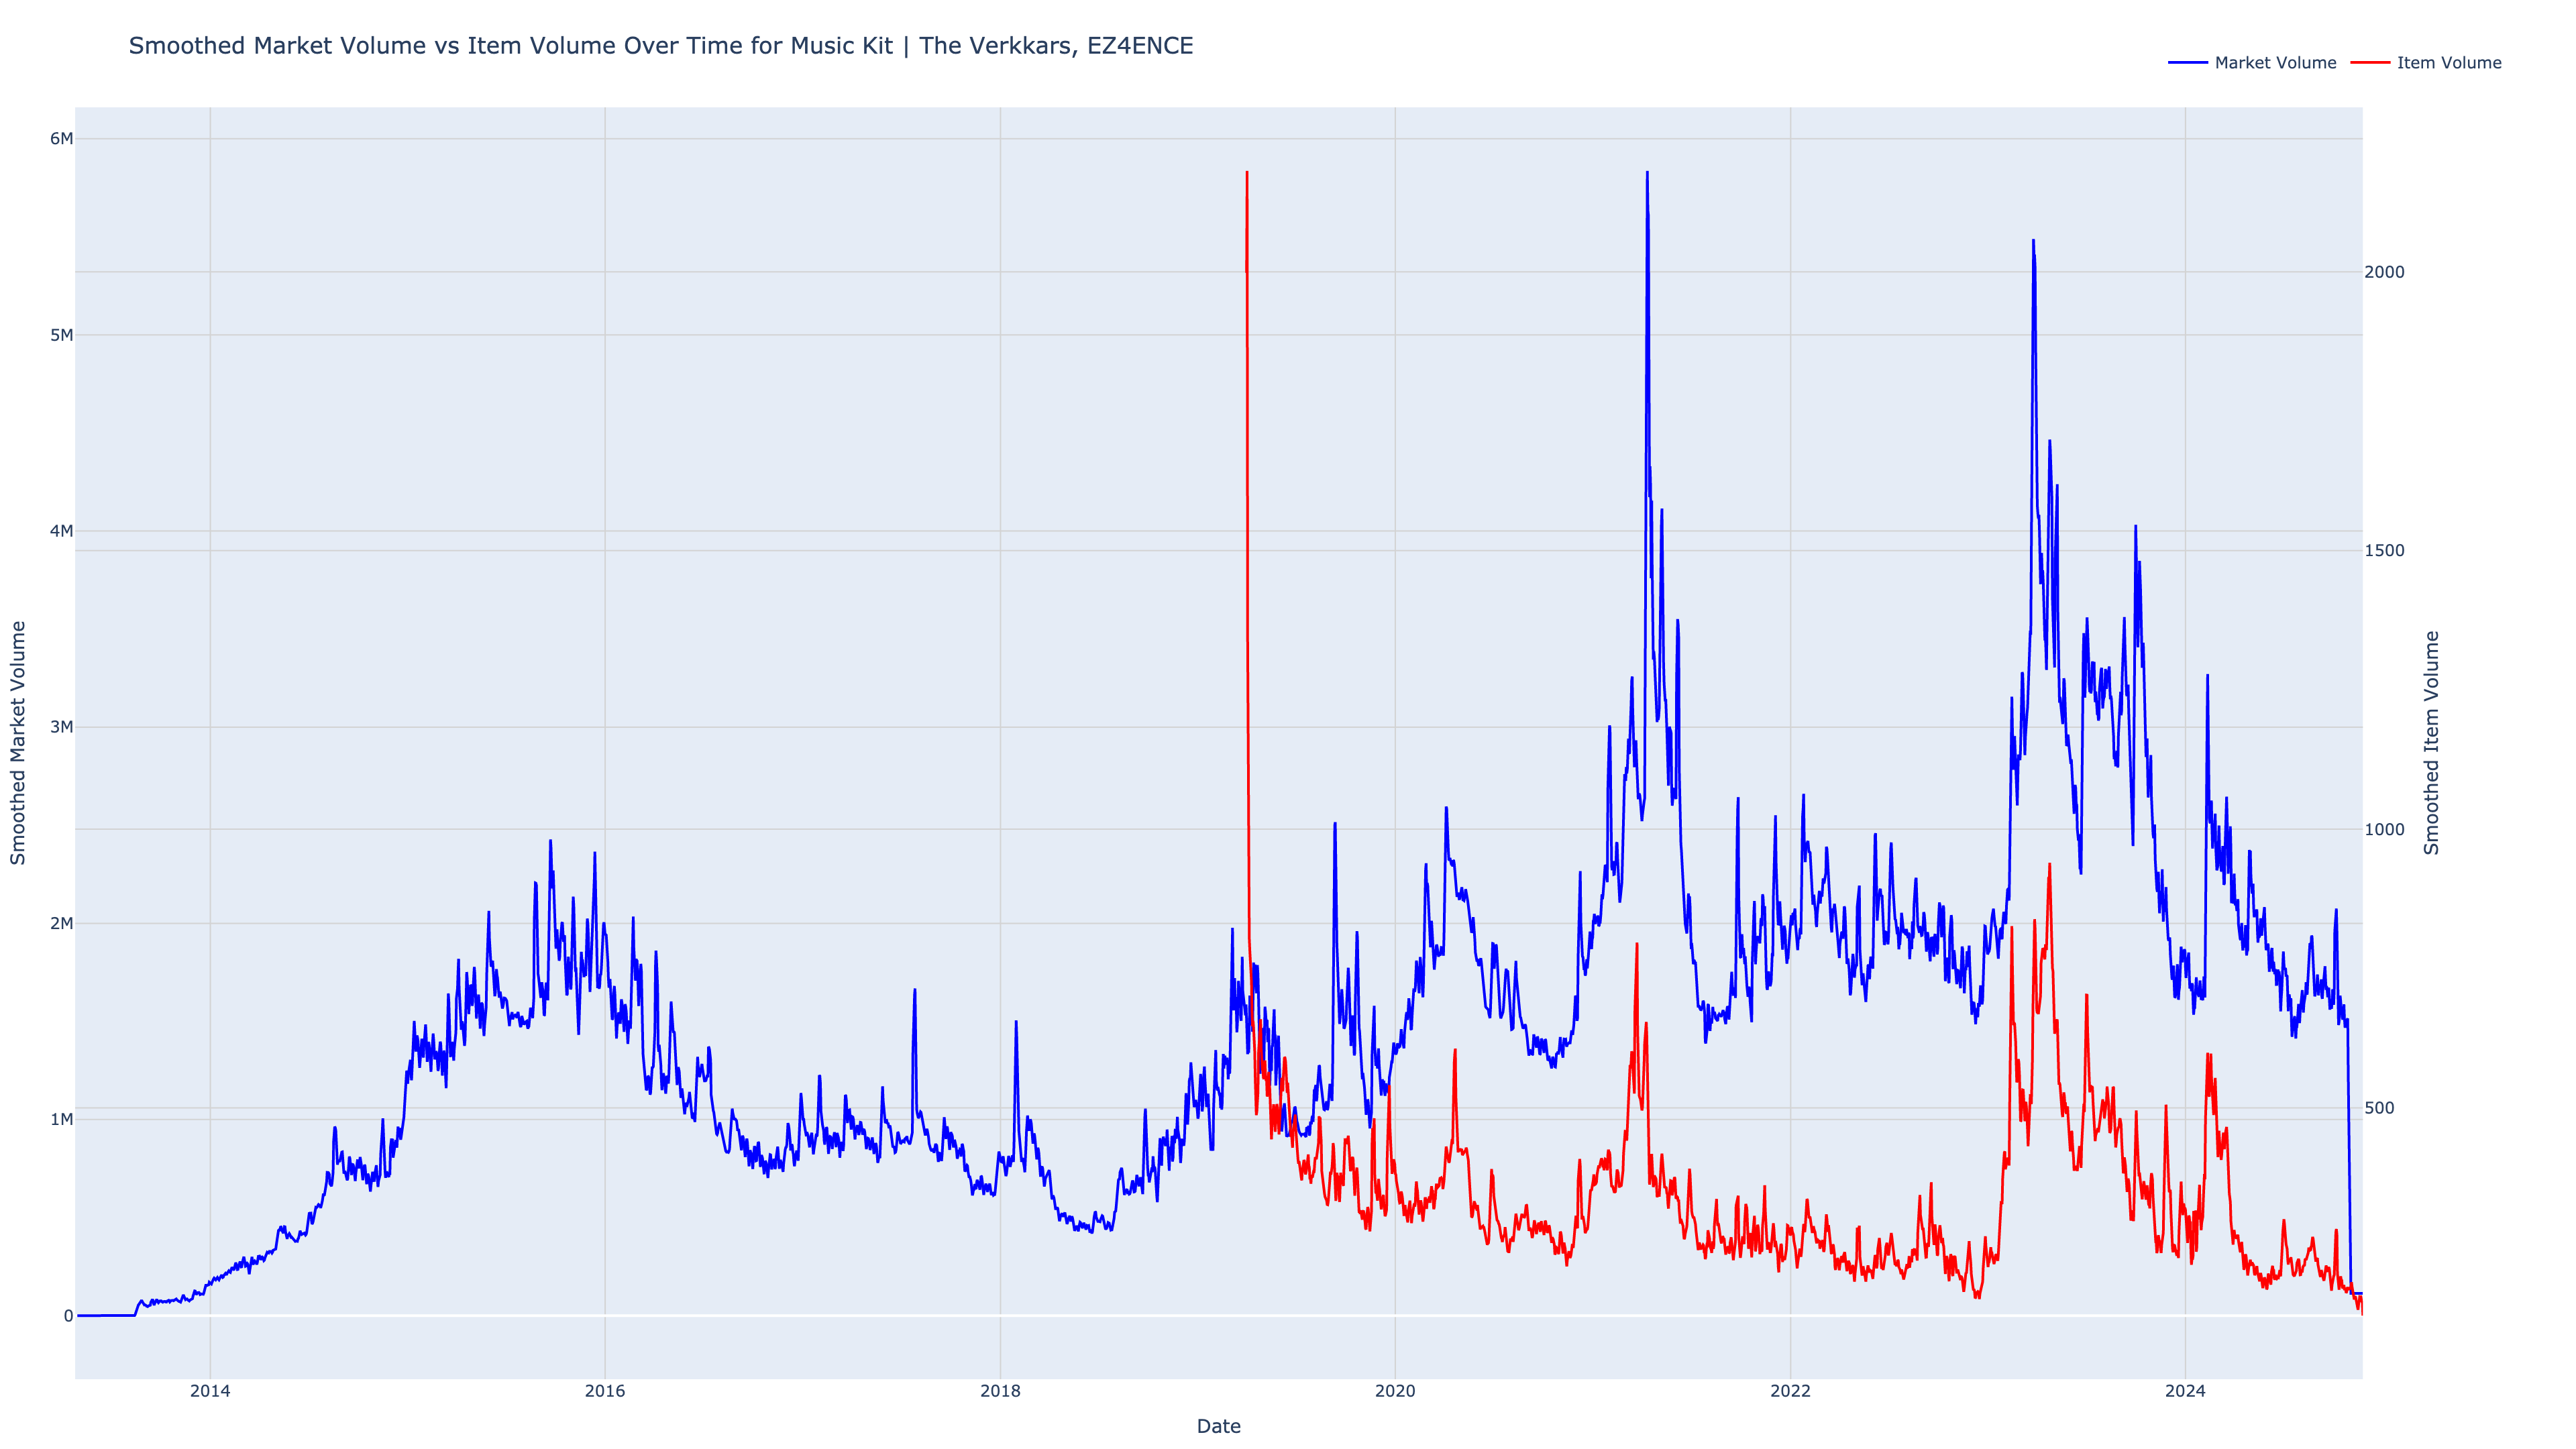 Smoothed Market Volume vs Item Volume Over Time for Music Kit | The Verkkars, EZ4ENCE
Market Volume
Item Volume
6M
5M
4M
3M
2M
1M
0
2000
1500
1000
500
Smoothed Market Volume
Smoothed Item Volume
2014
2016
2018
2020
2022
2024
Date